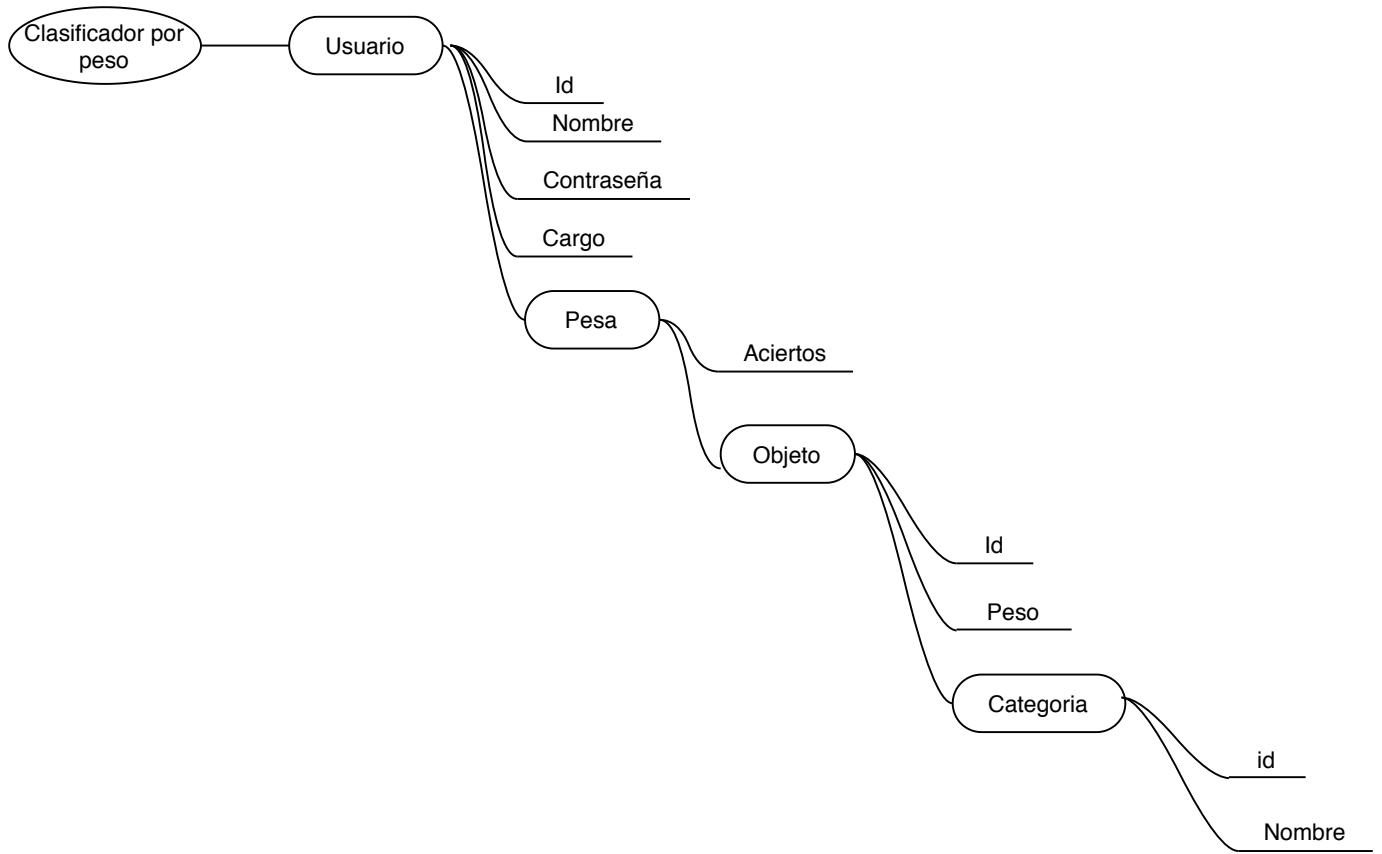 Clasificador por
peso
Usuario
Id
Nombre
Contraseña
Cargo
Pesa
Aciertos
Objeto
Id
Peso
Categoria
id
Nombre